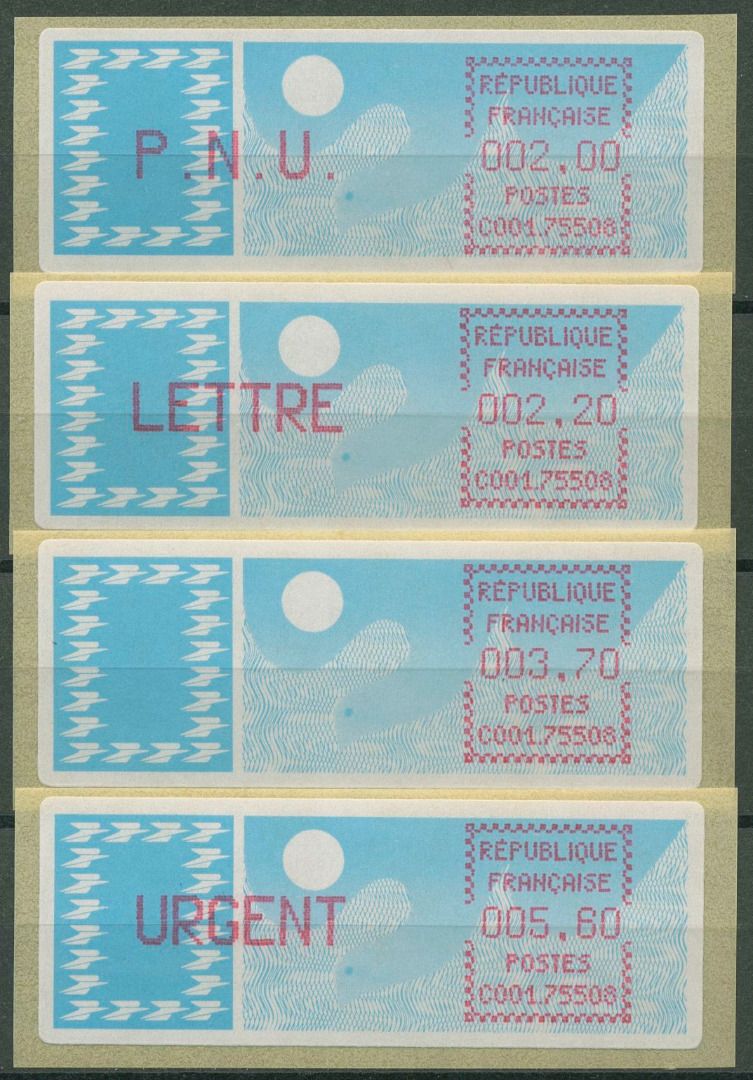 P.N.U.
RÉPUBLIQUE
FRANÇAISE
002,00
POSTES
C001.75508
LETTRE
RÉPUBLIQUE
FRANÇAISE
002,20
POSTES
C001.75508
RÉPUBLIQUE
FRANÇAISE
003,70
POSTES
C001.75508
URGENT
RÉPUBLIQUE
FRANÇAISE
005,60
POSTES
C001.75508